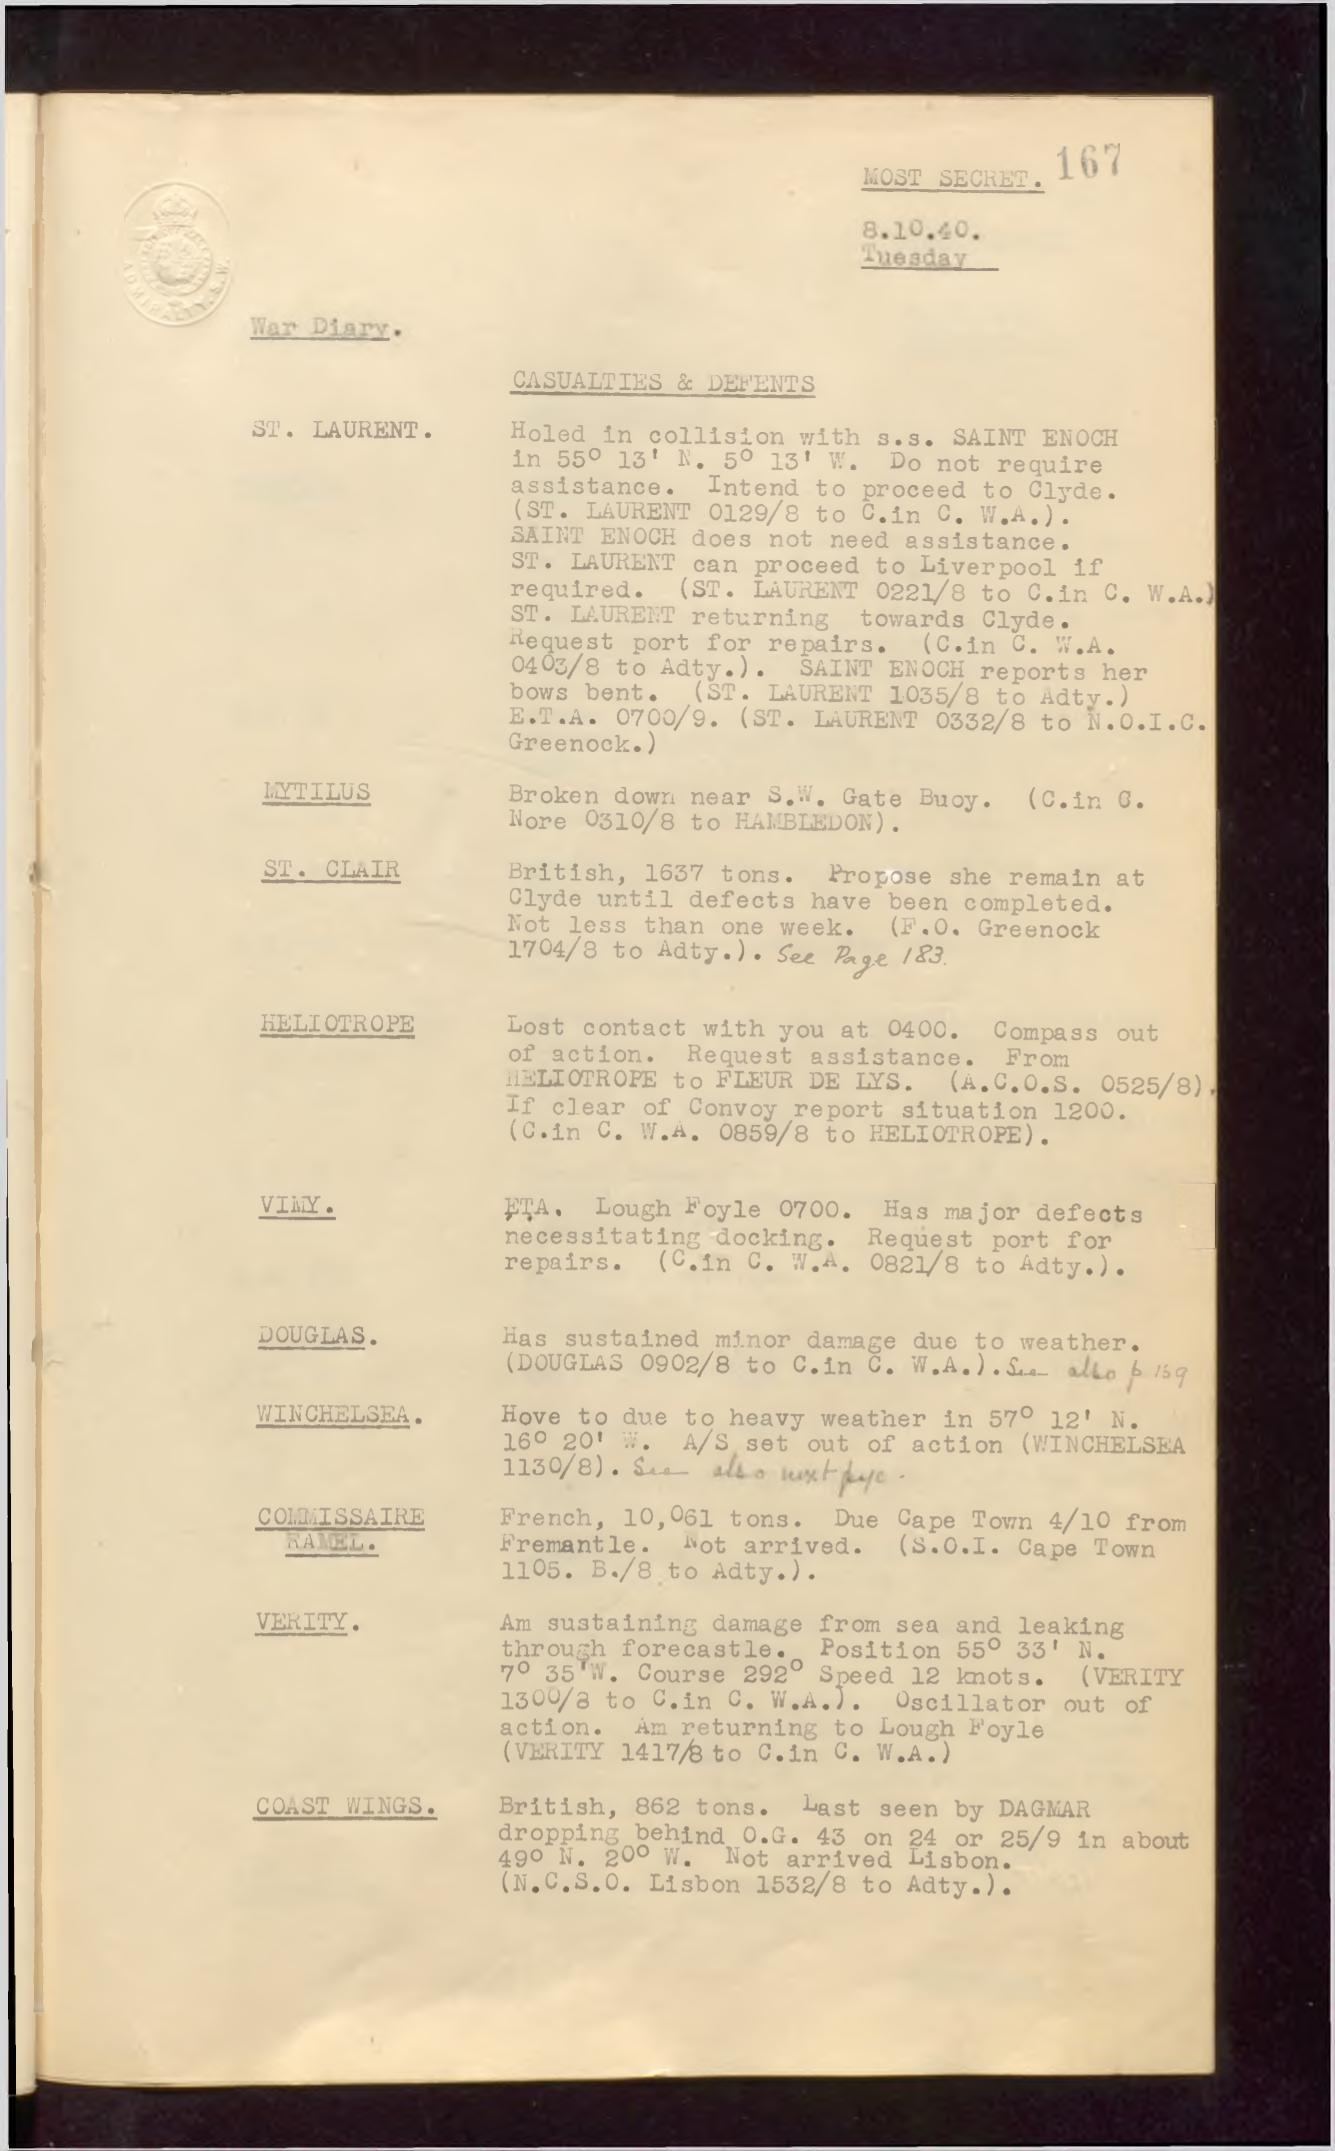 MOST SECRET. 167
8.10.40.
Tuesday
ADMIRALTY. S.W.
War Diary.
CASUALTIES & DEFENTS
ST. LAURENT. Holed in collision with s.s. SAINT ENOCH
in 55° 13' N. 5° 13' W. Do not require
assistance. Intend to proceed to Clyde.
(ST. LAURENT 0129/8 to C.in C. W.A.).
SAINT ENOCH does not need assistance.
ST. LAURENT can proceed to Liverpool if
required. (ST. LAURENT 0221/8 to C.in C. W.A.)
ST. LAURENT returning towards Clyde.
Request port for repairs. (C.in C. W.A.
0403/8 to Adty.). SAINT ENOCH reports her
bows bent. (ST. LAURENT 1035/8 to Adty.)
E.T.A. 0700/9. (ST. LAURENT 0332/8 to N.O.I.C.
Greenock.)
MYTILUS Broken down near S.W. Gate Buoy. (C.in C.
Nore 0310/8 to HAMBLEDON).
ST. CLAIR British, 1637 tons. Propose she remain at
Clyde until defects have been completed.
Not less than one week. (F.O. Greenock
1704/8 to Adty.). See Page 183.
HELIOTROPE Lost contact with you at 0400. Compass out
of action. Request assistance. From
HELIOTROPE to FLEUR DE LYS. (A.C.O.S. 0525/8).
If clear of Convoy report situation 1200.
(C.in C. W.A. 0859/8 to HELIOTROPE).
VIMY. ETA. Lough Foyle 0700. Has major defects
necessitating docking. Request port for
repairs. (C.in C. W.A. 0821/8 to Adty.).
DOUGLAS. Has sustained minor damage due to weather.
(DOUGLAS 0902/8 to C.in C. W.A.). See also p 159
WINCHELSEA. Hove to due to heavy weather in 57° 12' N.
16° 20' W. A/S set out of action (WINCHELSEA
1130/8). See also next page.
COMMISSAIRE French, 10,061 tons. Due Cape Town 4/10 from
RAMEL. Fremantle. Not arrived. (S.O.I. Cape Town
1105. B./8 to Adty.).
VERITY. Am sustaining damage from sea and leaking
through forecastle. Position 55° 33' N.
7° 35'W. Course 292° Speed 12 knots. (VERITY
1300/8 to C.in C. W.A.). Oscillator out of
action. Am returning to Lough Foyle
(VERITY 1417/8 to C.in C. W.A.)
COAST WINGS. British, 862 tons. Last seen by DAGMAR
dropping behind O.G. 43 on 24 or 25/9 in about
49° N. 20° W. Not arrived Lisbon.
(N.C.S.O. Lisbon 1532/8 to Adty.).